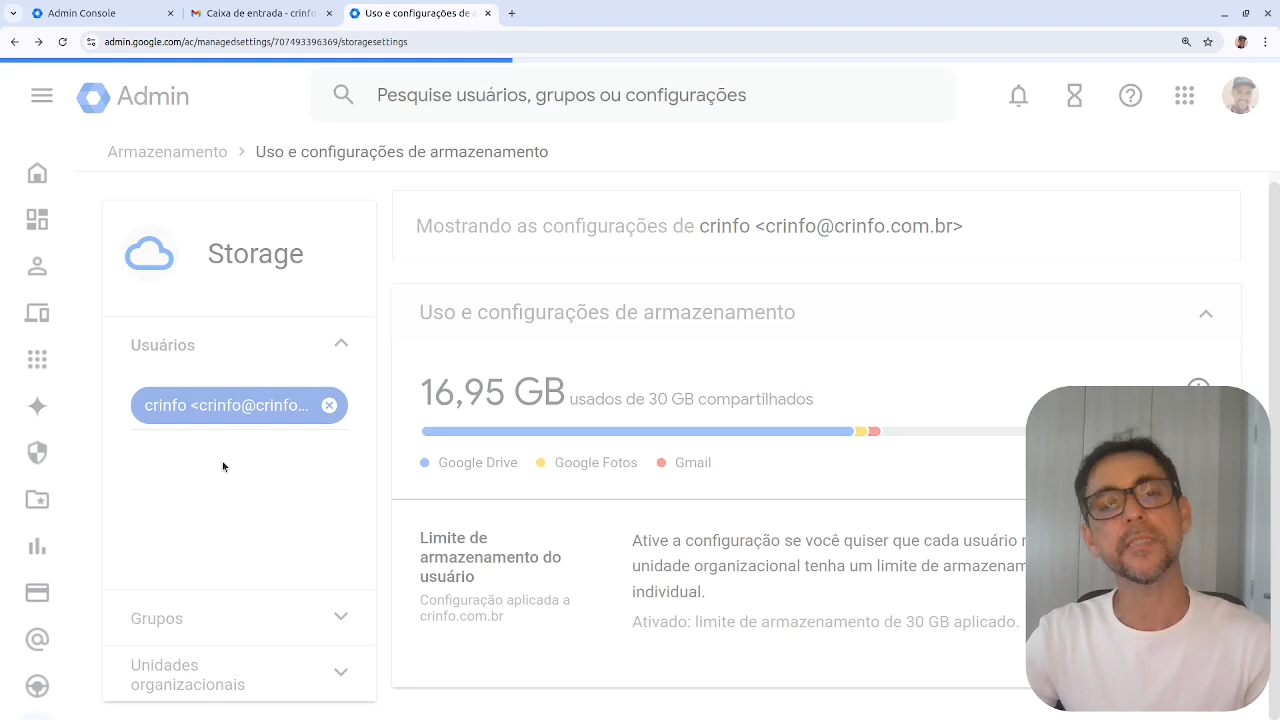 Admin Console
Caixa de entrada - crinfo
Uso e configurações de ad
admin.google.com/ac/managedsettings/707493396369/storagesettings
Admin
Pesquise usuários, grupos ou configurações
Armazenamento > Uso e configurações de armazenamento
Storage
Mostrando as configurações de crinfo <crinfo@crinfo.com.br>
Usuários
crinfo <crinfo@crinfo...
Grupos
Unidades
organizacionais
Uso e configurações de armazenamento
16,95 GB usados de 30 GB compartilhados
Google Drive
Google Fotos
Gmail
Limite de
armazenamento do
usuário
Configuração aplicada a
crinfo.com.br
Ative a configuração se você quiser que cada usuário
unidade organizacional tenha um limite de armazenam
individual.
Ativado: limite de armazenamento de 30 GB aplicado.